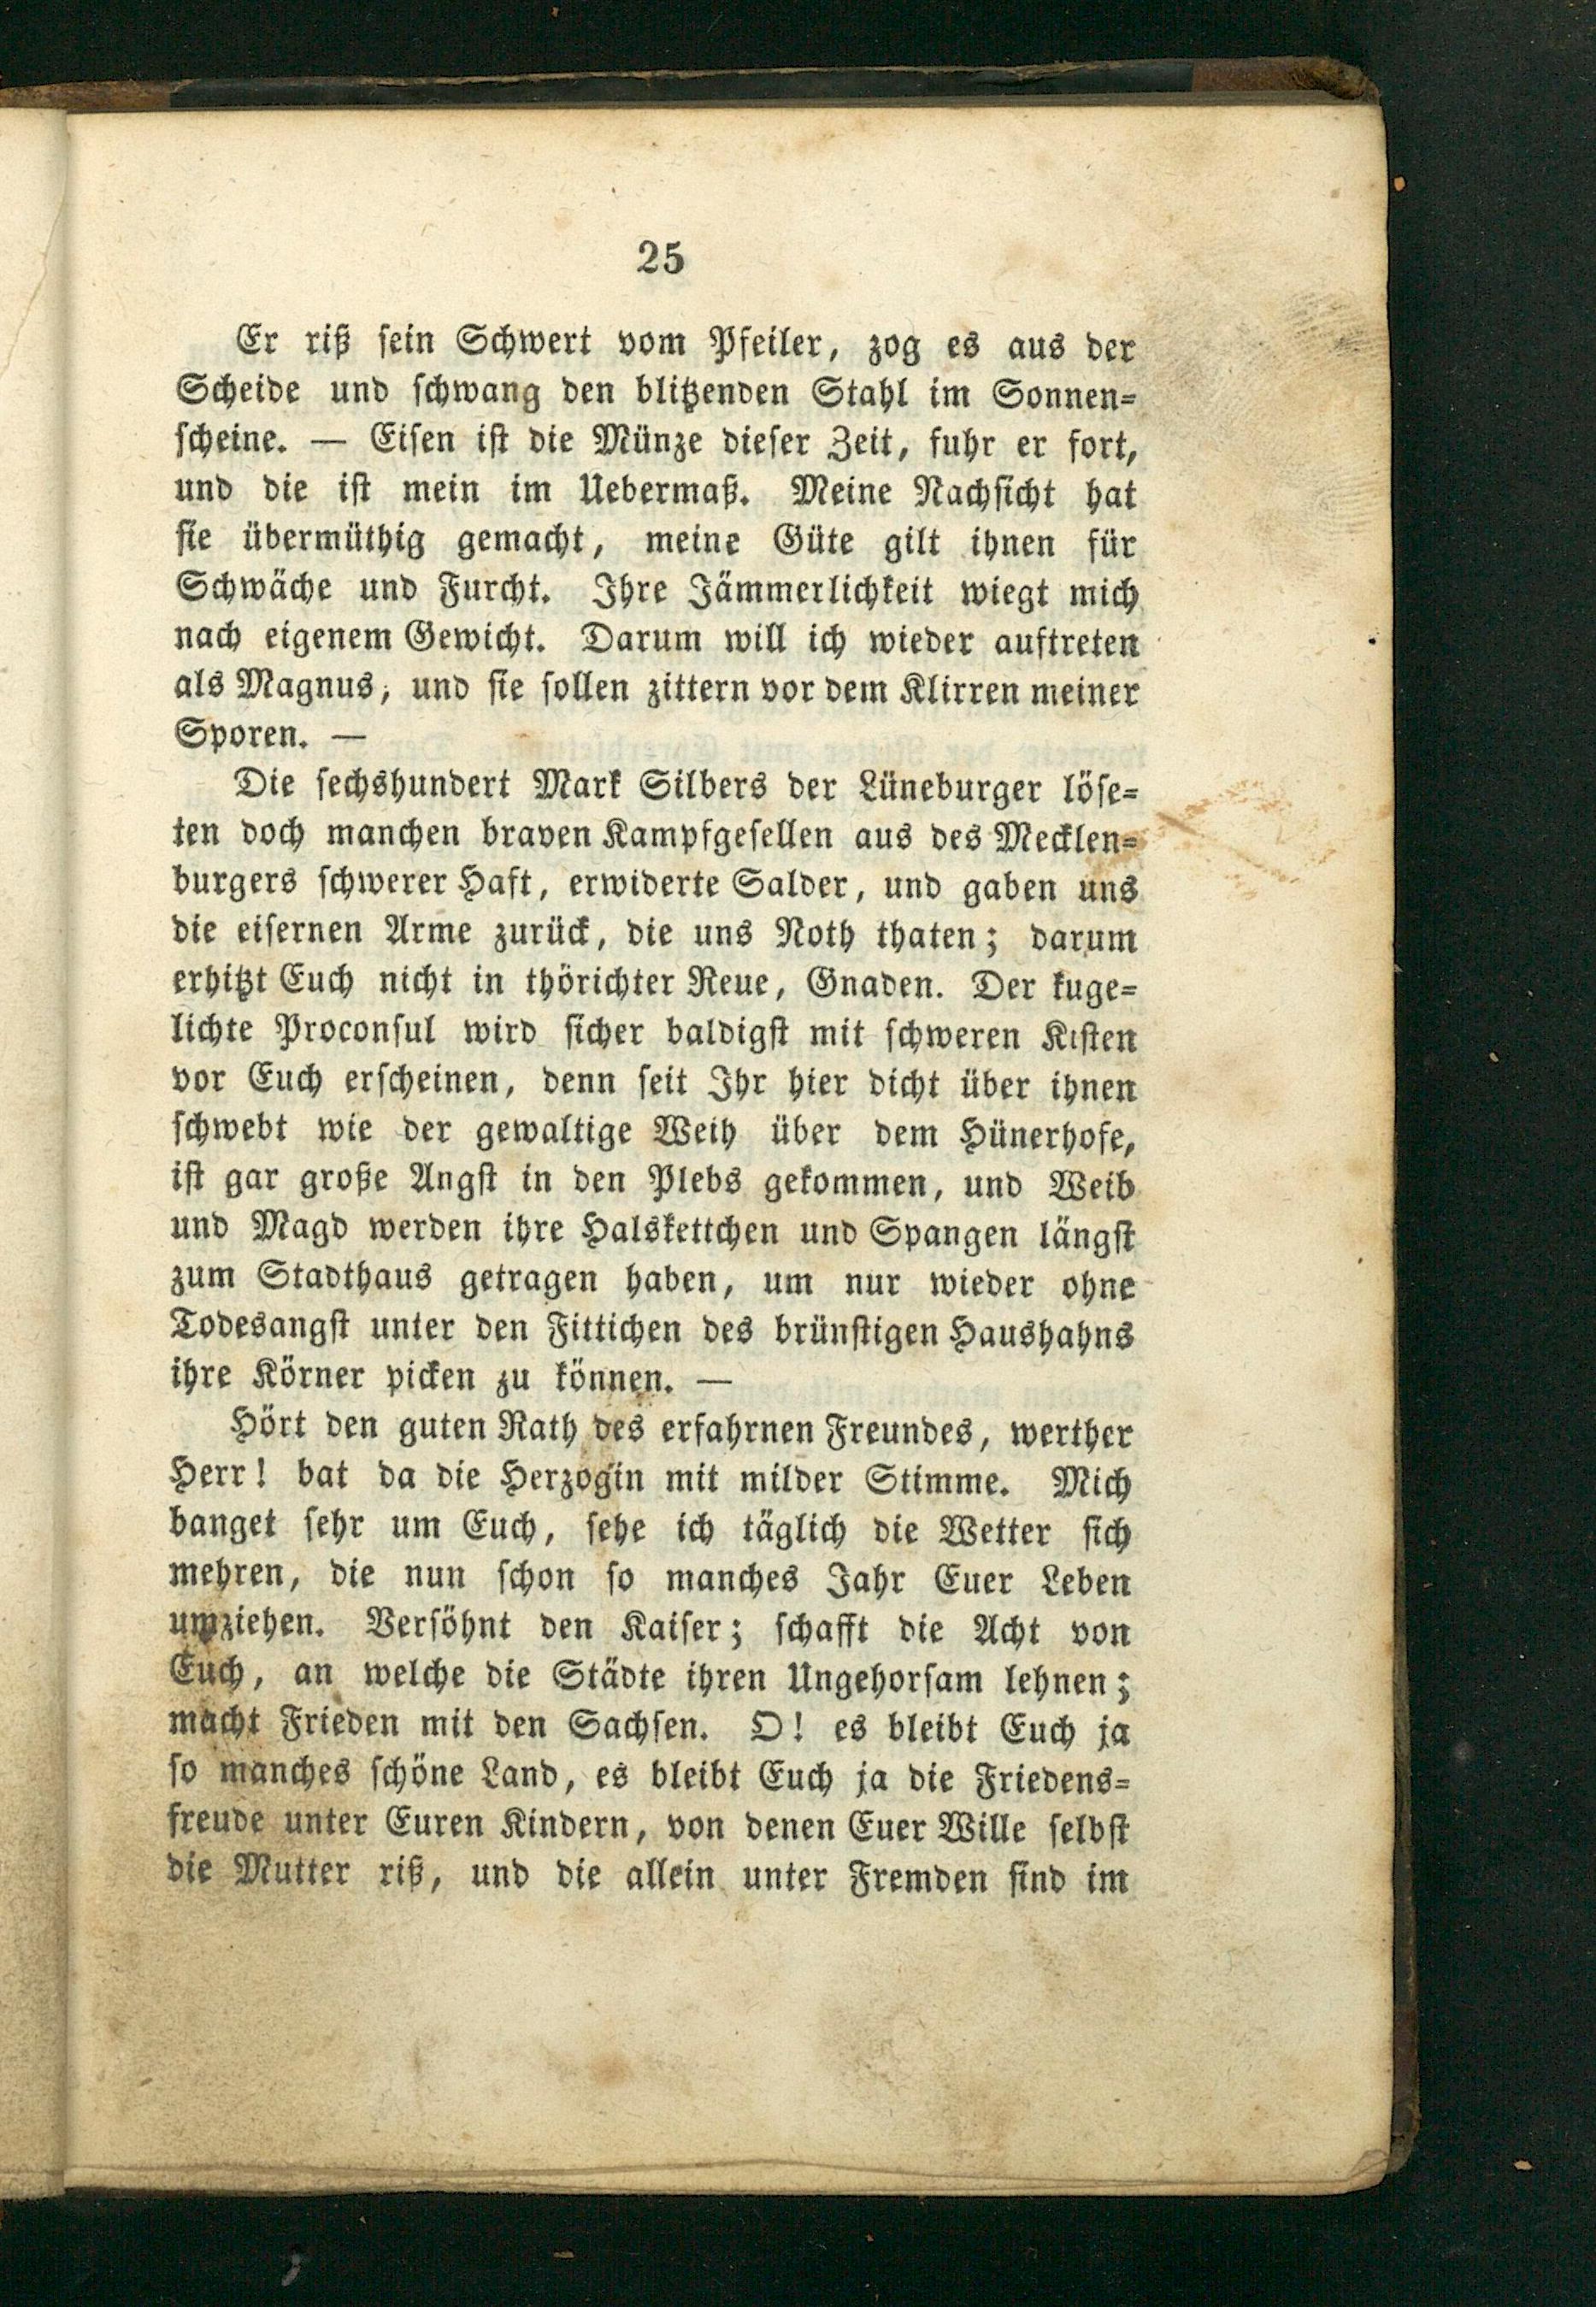 25
Er riß sein Schwert vom Pfeiler, zog es aus der
Scheide und schwang den blitzenden Stahl im Sonnen-
scheine. — Eisen ist die Münze dieser Zeit, fuhr er fort,
und die ist mein im Uebermaß. Meine Nachsicht hat
sie übermüthig gemacht, meine Güte gilt ihnen für
Schwäche und Furcht. Ihre Jämmerlichkeit wiegt mich
nach eigenem Gewicht. Darum will ich wieder auftreten
als Magnus, und sie sollen zittern vor dem Klirren meiner
Sporen. —
Die sechshundert Mark Silbers der Lüneburger löse-
ten doch manchen braven Kampfgesellen aus des Mecklen-
burgers schwerer Haft, erwiderte Salder, und gaben uns
die eisernen Arme zurück, die uns Noth thaten; darum
erhitzt Euch nicht in thörichter Reue, Gnaden. Der kuge-
lichte Proconsul wird sicher baldigst mit schweren Kisten
vor Euch erscheinen, denn seit Ihr hier dicht über ihnen
schwebt wie der gewaltige Weih über dem Hünerhofe,
ist gar große Angst in den Plebs gekommen, und Weib
und Magd werden ihre Halskettchen und Spangen längst
zum Stadthaus getragen haben, um nur wieder ohne
Todesangst unter den Fittichen des brünstigen Haushahns
ihre Körner picken zu können. —
Hört den guten Rath des erfahrnen Freundes, werther
Herr! bat da die Herzogin mit milder Stimme. Mich
banget sehr um Euch, sehe ich täglich die Wetter sich
mehren, die nun schon so manches Jahr Euer Leben
umziehen. Versöhnt den Kaiser; schafft die Acht von
Euch, an welche die Städte ihren Ungehorsam lehnen;
macht Frieden mit den Sachsen. O! es bleibt Euch ja
so manches schöne Land, es bleibt Euch ja die Friedens-
freude unter Euren Kindern, von denen Euer Wille selbst
die Mutter riß, und die allein unter Fremden sind im